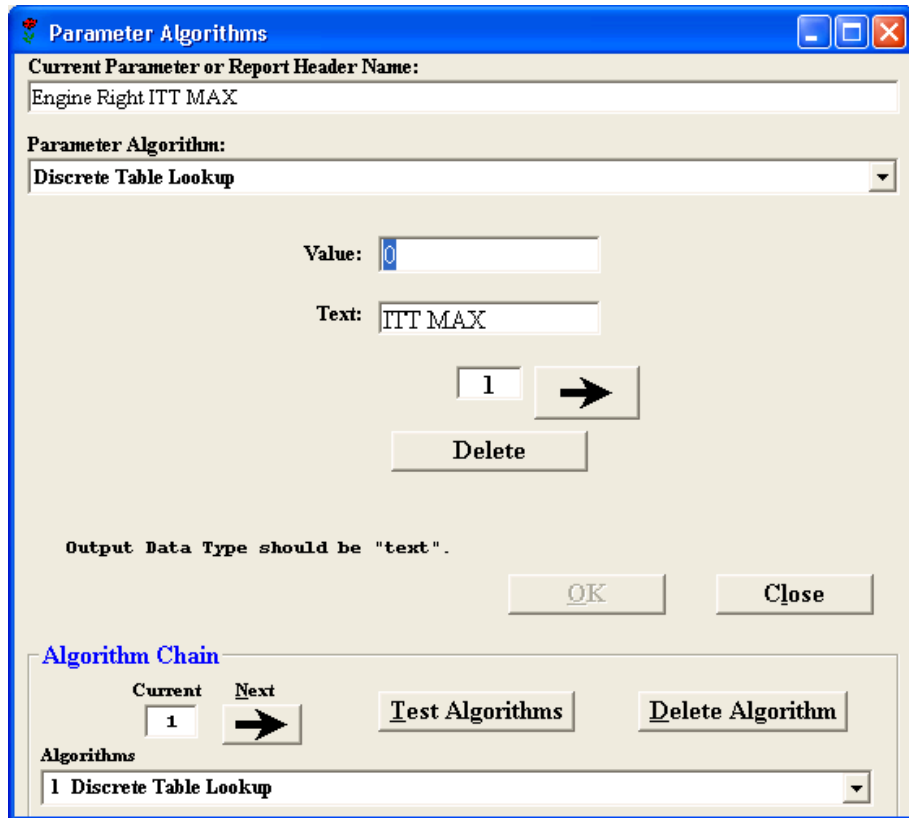 Parameter Algorithms
Current Parameter or Report Header Name:
Engine Right ITT MAX
Parameter Algorithm:
Discrete Table Lookup
Value: 0
Text: ITT MAX
1
Delete
Output Data Type should be "text".
OK Close
Algorithm Chain
Current Next
1 Test Algorithms Delete Algorithm
Algorithms
1 Discrete Table Lookup